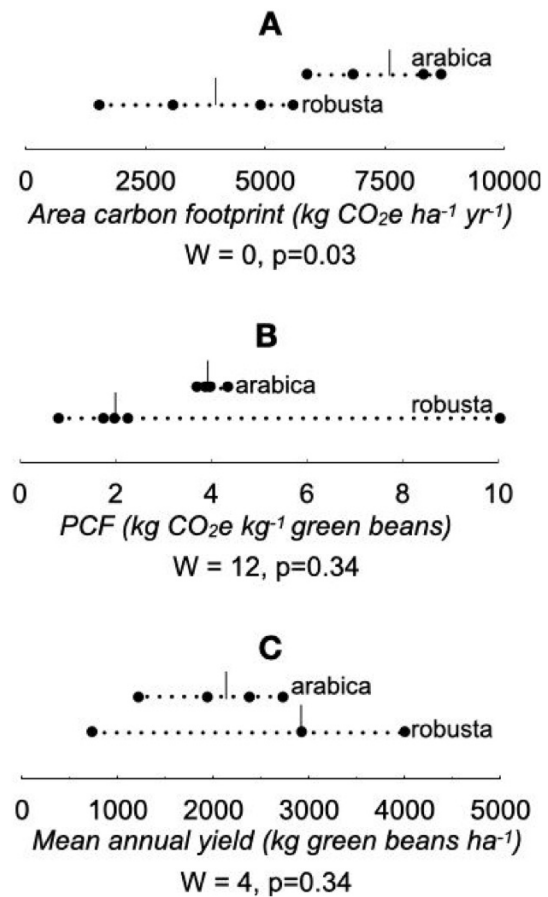 A
arabica
robusta
0 2500 5000 7500 10000
Area carbon footprint (kg CO₂e ha⁻¹ yr⁻¹)
W = 0, p=0.03
B
arabica
robusta
0 2 4 6 8 10
PCF (kg CO₂e kg⁻¹ green beans)
W = 12, p=0.34
C
arabica
robusta
0 1000 2000 3000 4000 5000
Mean annual yield (kg green beans ha⁻¹)
W = 4, p=0.34